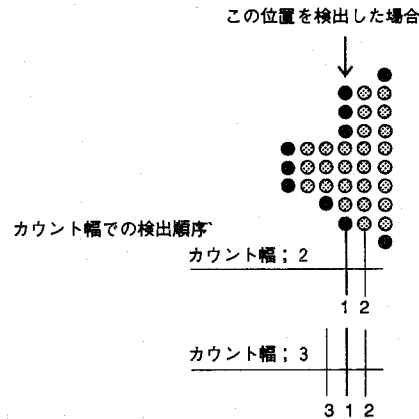 この位置を検出した場合
カウント幅での検出順序
カウント幅；2
1 2
カウント幅；3
3 1 2